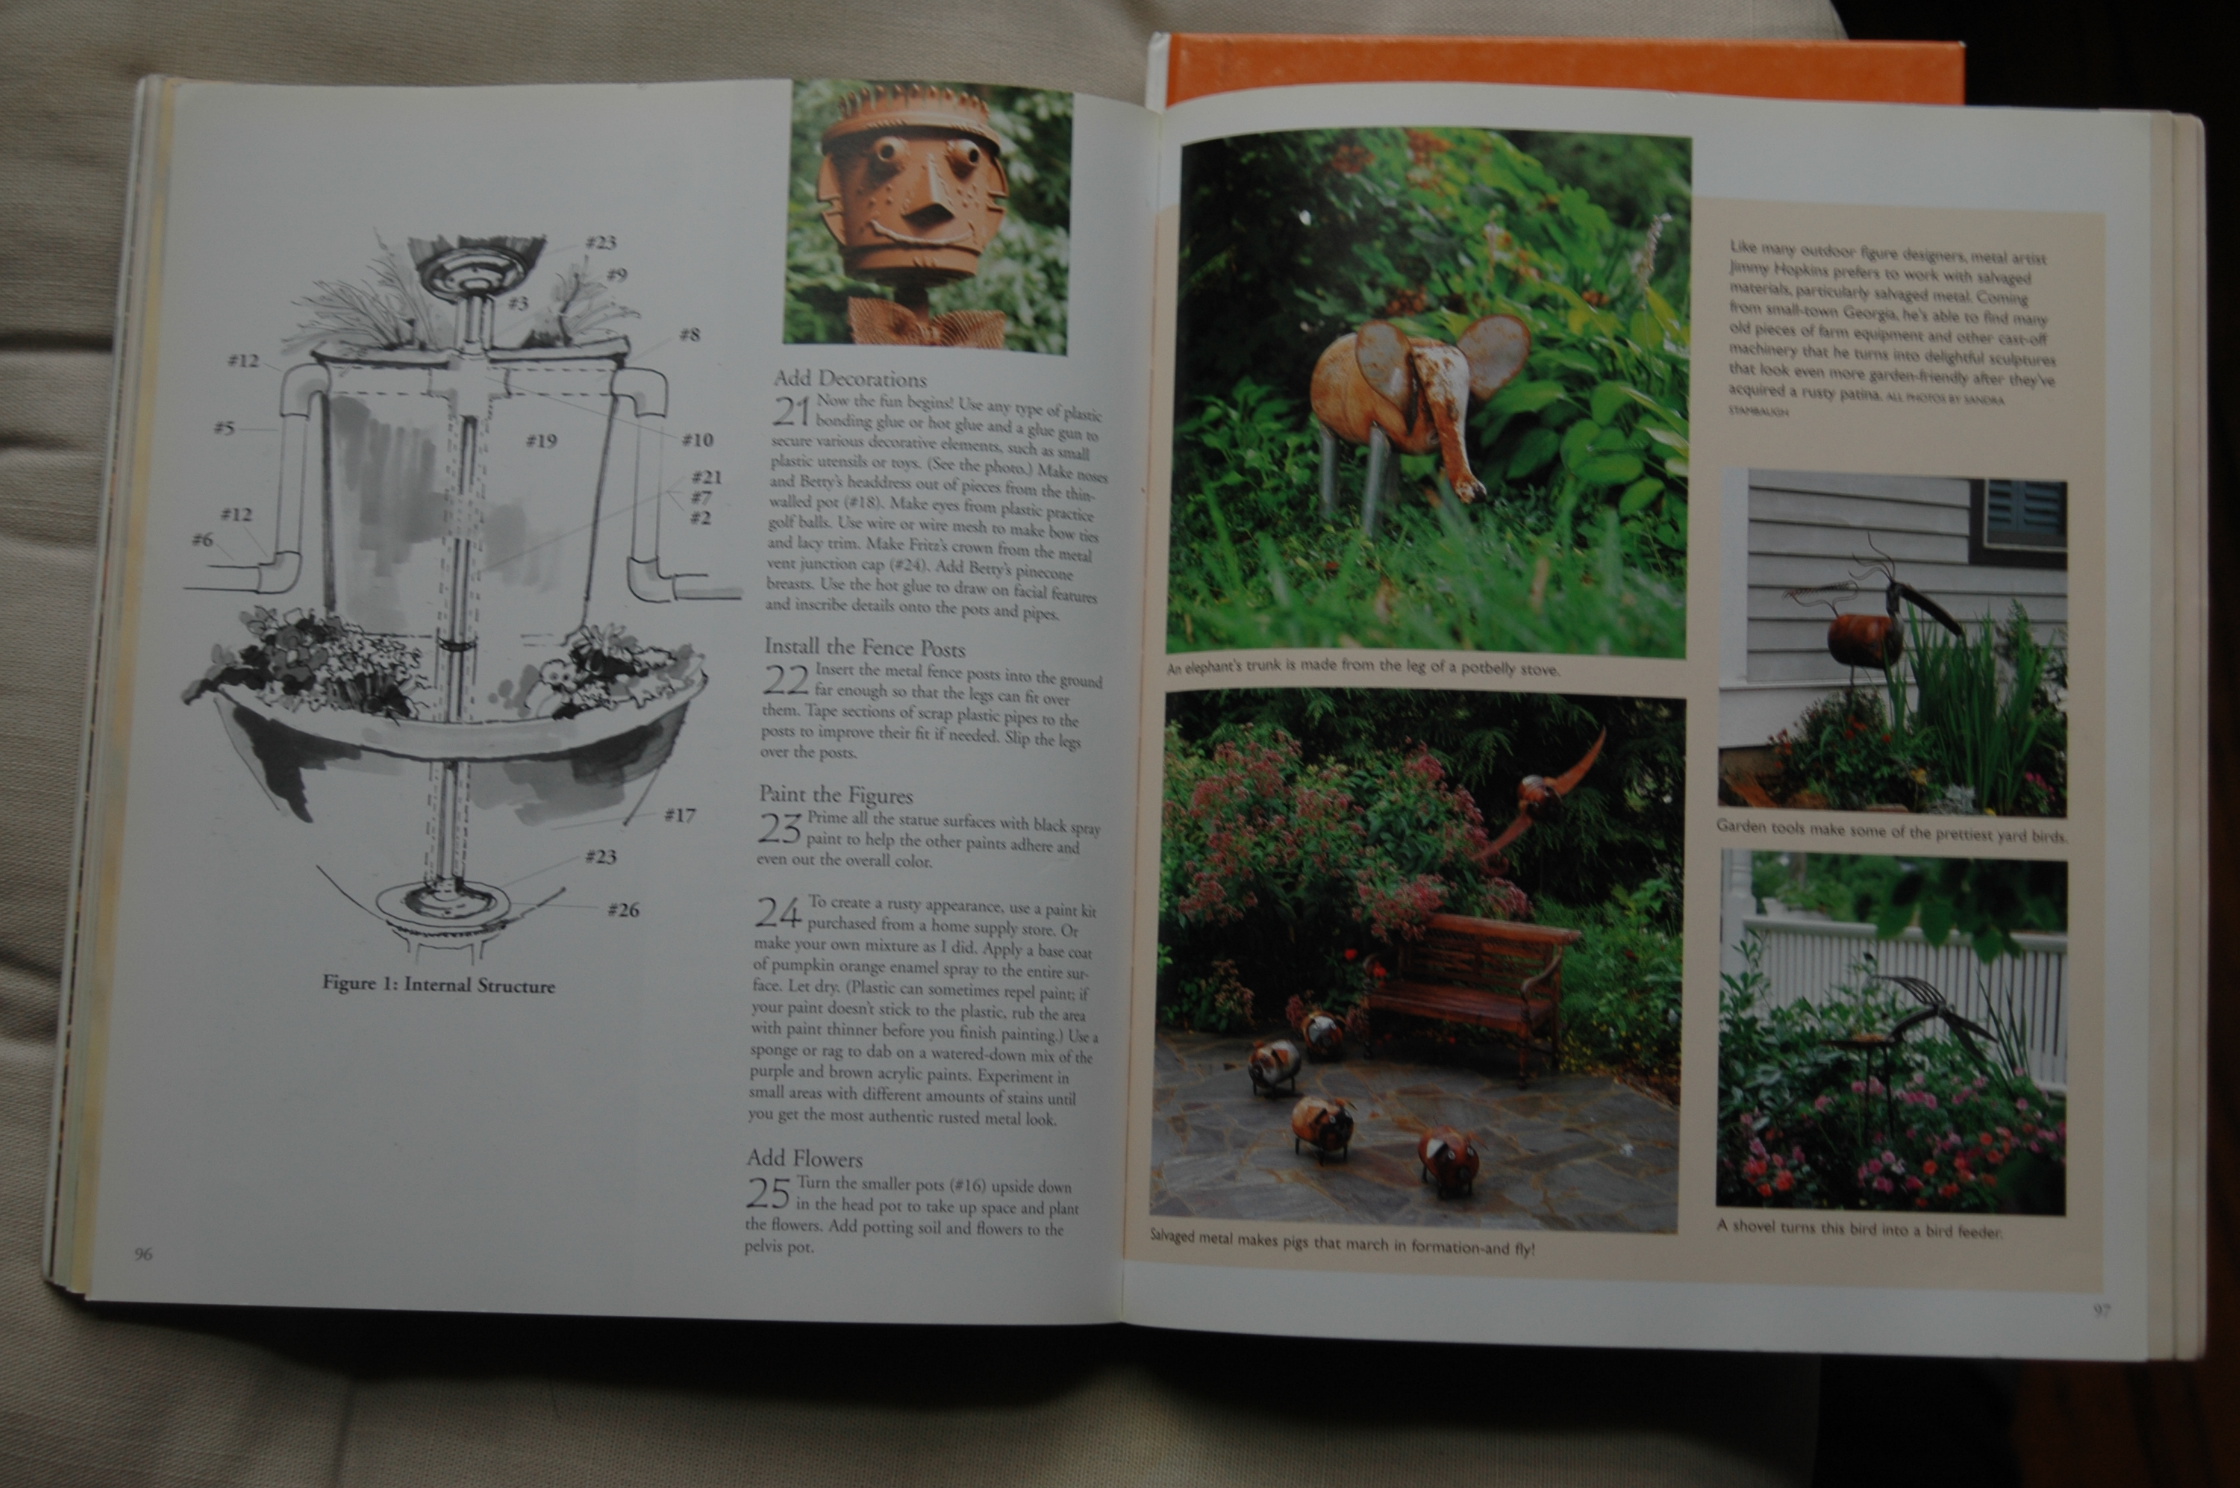 #23
#9
#3
#8
#12
#5
#19
#10
#21
#7
#2
#12
#6
#17
#23
#26
Figure 1: Internal Structure
96
Add Decorations
21 Now the fun begins! Use any type of plastic
bonding glue or hot glue and a glue gun to
secure various decorative elements, such as small
plastic utensils or toys. (See the photo.) Make noses
and Betty's headdress out of pieces from the thin-
walled pot (#18). Make eyes from plastic practice
golf balls. Use wire or wire mesh to make bow ties
and lacy trim. Make Fritz's crown from the metal
vent junction cap (#24). Add Betty's pinecone
breasts. Use the hot glue to draw on facial features
and inscribe details onto the pots and pipes.
Install the Fence Posts
22 Insert the metal fence posts into the ground
far enough so that the legs can fit over
them. Tape sections of scrap plastic pipes to the
posts to improve their fit if needed. Slip the legs
over the posts.
Paint the Figures
23 Prime all the statue surfaces with black spray
paint to help the other paints adhere and
even out the overall color.
24 To create a rusty appearance, use a paint kit
purchased from a home supply store. Or
make your own mixture as I did. Apply a base coat
of pumpkin orange enamel spray to the entire sur-
face. Let dry. (Plastic can sometimes repel paint; if
your paint doesn't stick to the plastic, rub the area
with paint thinner before you finish painting.) Use a
sponge or rag to dab on a watered-down mix of the
purple and brown acrylic paints. Experiment in
small areas with different amounts of stains until
you get the most authentic rusted metal look.
Add Flowers
25 Turn the smaller pots (#16) upside down
in the head pot to take up space and plant
the flowers. Add potting soil and flowers to the
pelvis pot.
An elephant's trunk is made from the leg of a potbelly stove.
Salvaged metal makes pigs that march in formation-and fly!
Like many outdoor figure designers, metal artist
Jimmy Hopkins prefers to work with salvaged
materials, particularly salvaged metal. Coming
from small-town Georgia, he's able to find many
old pieces of farm equipment and other cast-off
machinery that he turns into delightful sculptures
that look even more garden-friendly after they've
acquired a rusty patina. ALL PHOTOS BY SANDRA
STAMBAUGH
Garden tools make some of the prettiest yard birds.
A shovel turns this bird into a bird feeder.
97